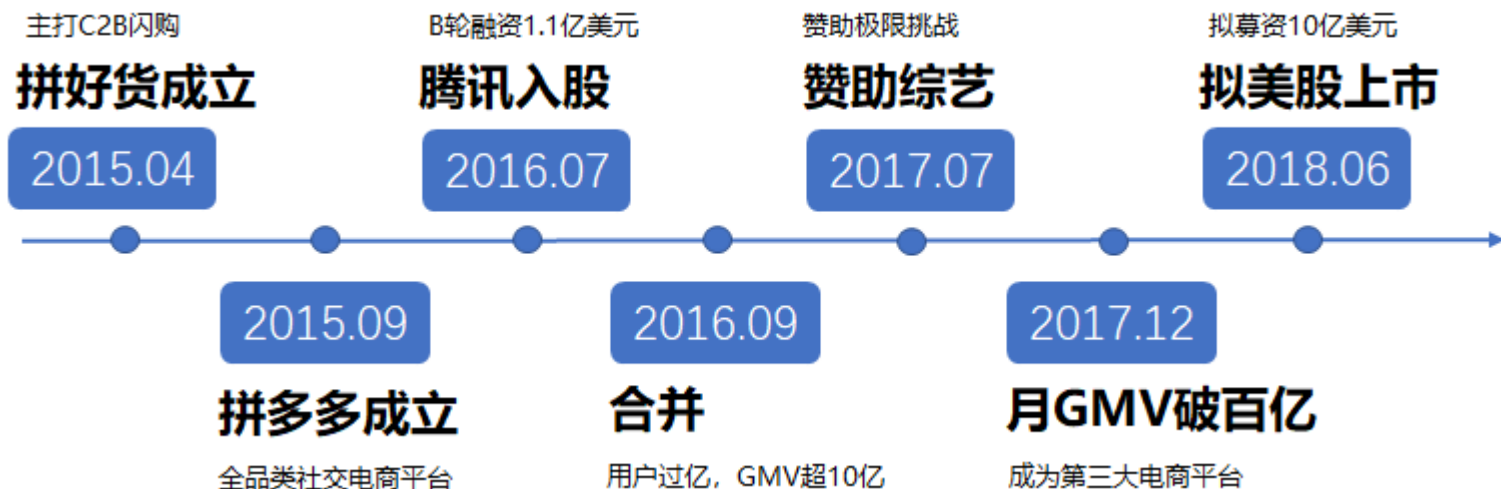 主打C2B闪购
拼好货成立
2015.04
B轮融资1.1亿美元
腾讯入股
2016.07
赞助极限挑战
赞助综艺
2017.07
拟募资10亿美元
拟美股上市
2018.06
2015.09
拼多多成立
全品类社交电商平台
2016.09
合并
用户过亿，GMV超10亿
2017.12
月GMV破百亿
成为第三大电商平台